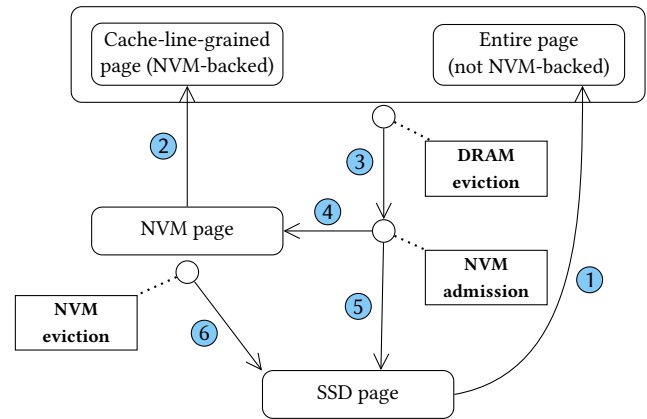 Cache-line-grained
page (NVM-backed)
Entire page
(not NVM-backed)
2
3
DRAM
eviction
4
NVM page
NVM
admission
1
5
NVM
eviction
6
SSD page